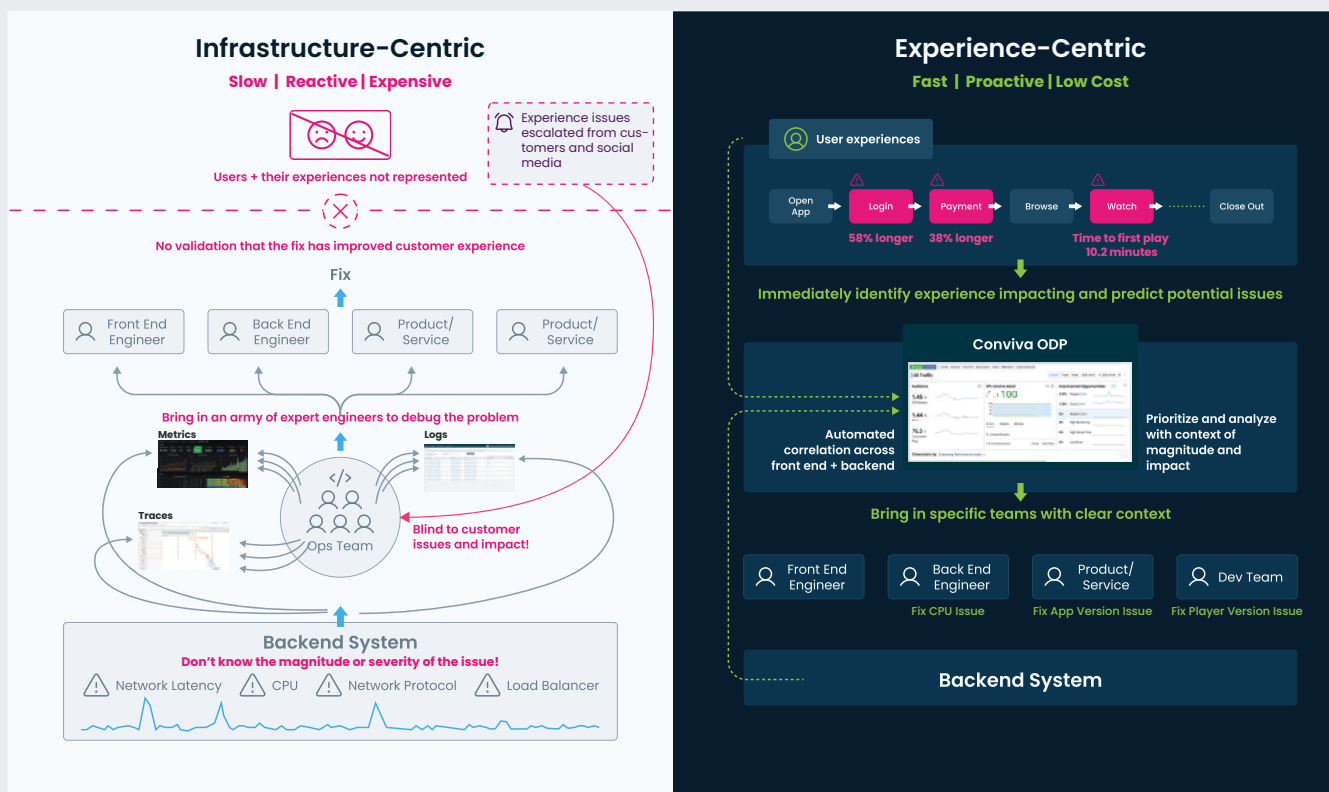 Infrastructure-Centric
Slow | Reactive | Expensive
Experience issues
escalated from cus-
tomers and social
media
Users + their experiences not represented
No validation that the fix has improved customer experience
Fix
Front End
Engineer
Back End
Engineer
Product/
Service
Product/
Service
Bring in an army of expert engineers to debug the problem
Metrics
Logs
</>
Traces
Ops Team
Blind to customer
issues and impact!
Backend System
Don't know the magnitude or severity of the issue!
Network Latency
CPU
Network Protocol
Load Balancer
Experience-Centric
Fast | Proactive | Low Cost
User experiences
Open
App
Login
Payment
Browse
Watch
Close Out
58% longer
38% longer
Time to first play
10.2 minutes
Immediately identify experience impacting and predict potential issues
Conviva ODP
Automated
correlation across
front end + backend
Prioritize and analyze
with context of
magnitude and
impact
Bring in specific teams with clear context
Front End
Engineer
Back End
Engineer
Product/
Service
Dev Team
Fix CPU Issue
Fix App Version Issue
Fix Player Version Issue
Backend System